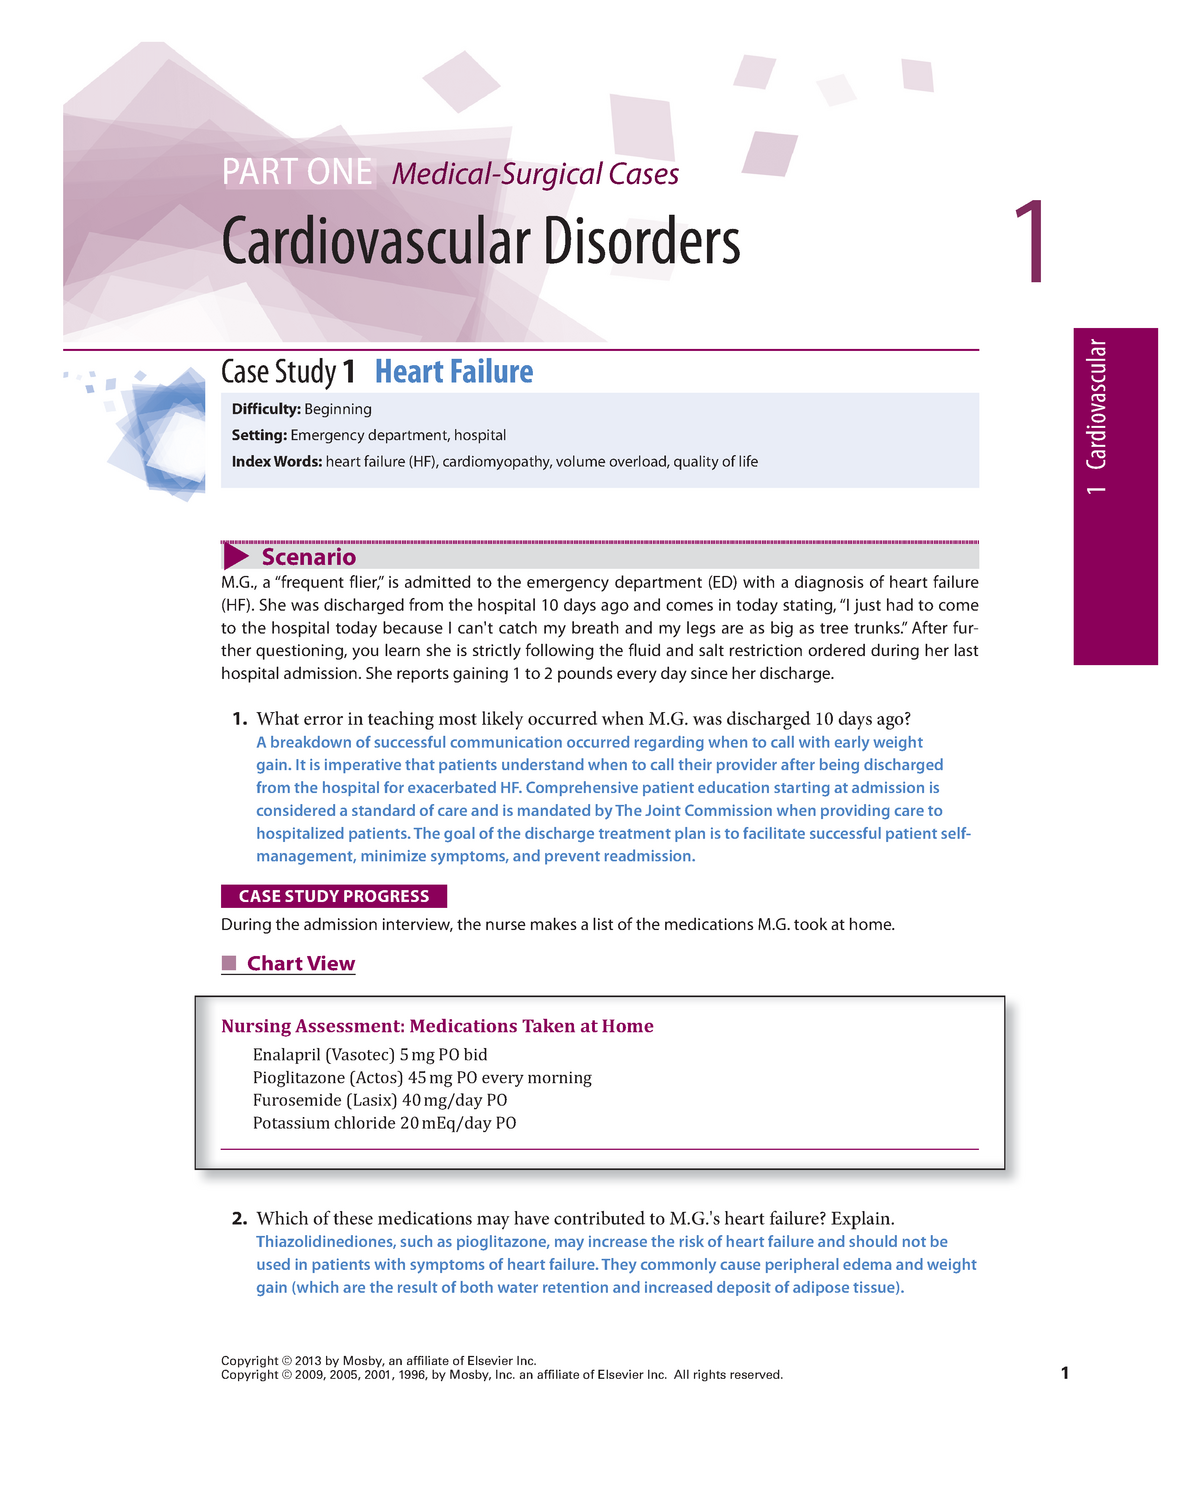 PART ONE Medical-Surgical Cases
Cardiovascular Disorders
1
1 Cardiovascular
Case Study 1 Heart Failure
Difficulty: Beginning
Setting: Emergency department, hospital
Index Words: heart failure (HF), cardiomyopathy, volume overload, quality of life
Scenario
M.G., a “frequent flier,” is admitted to the emergency department (ED) with a diagnosis of heart failure
(HF). She was discharged from the hospital 10 days ago and comes in today stating, “I just had to come
to the hospital today because I can't catch my breath and my legs are as big as tree trunks.” After fur-
ther questioning, you learn she is strictly following the fluid and salt restriction ordered during her last
hospital admission. She reports gaining 1 to 2 pounds every day since her discharge.
1. What error in teaching most likely occurred when M.G. was discharged 10 days ago?
A breakdown of successful communication occurred regarding when to call with early weight
gain. It is imperative that patients understand when to call their provider after being discharged
from the hospital for exacerbated HF. Comprehensive patient education starting at admission is
considered a standard of care and is mandated by The Joint Commission when providing care to
hospitalized patients. The goal of the discharge treatment plan is to facilitate successful patient self-
management, minimize symptoms, and prevent readmission.
CASE STUDY PROGRESS
During the admission interview, the nurse makes a list of the medications M.G. took at home.
Chart View
Nursing Assessment: Medications Taken at Home
Enalapril (Vasotec) 5 mg PO bid
Pioglitazone (Actos) 45 mg PO every morning
Furosemide (Lasix) 40 mg/day PO
Potassium chloride 20 mEq/day PO
2. Which of these medications may have contributed to M.G.'s heart failure? Explain.
Thiazolidinediones, such as pioglitazone, may increase the risk of heart failure and should not be
used in patients with symptoms of heart failure. They commonly cause peripheral edema and weight
gain (which are the result of both water retention and increased deposit of adipose tissue).
Copyright © 2013 by Mosby, an affiliate of Elsevier Inc.
Copyright © 2009, 2005, 2001, 1996, by Mosby, Inc. an affiliate of Elsevier Inc. All rights reserved.
1